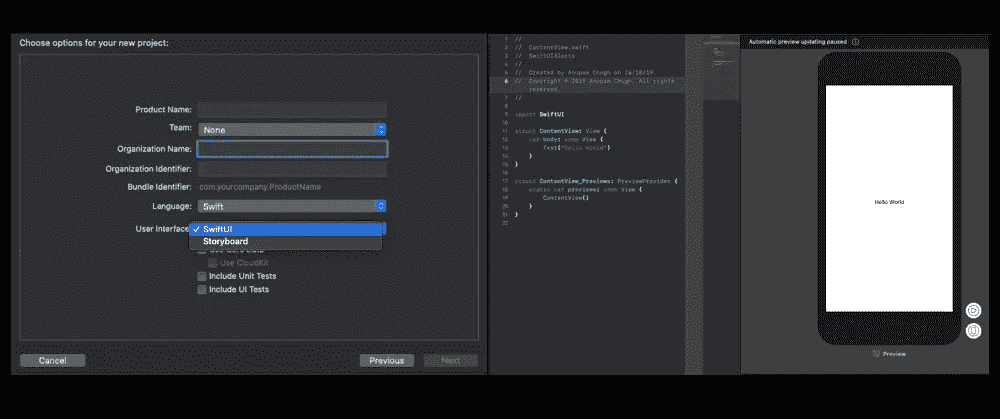 Choose options for your new project:
Product Name:
Team: None
Organization Name:
Organization Identifier:
Bundle Identifier: com.yourcompany.ProductName
Language: Swift
User Interface: ✓ SwiftUI
Storyboard
Use Core Data
Use CloudKit
Include Unit Tests
Include UI Tests
Cancel
Previous
Next
1 //
2 // ContentView.swift
3 // SwiftUIAlerts
4 //
5 // Created by Anupam Chugh on 26/10/19.
6 // Copyright © 2019 Anupam Chugh. All rights
reserved.
7 //
8
9 import SwiftUI
10
11 struct ContentView: View {
12 var body: some View {
13 Text("Hello World")
14 }
15 }
16
17 struct ContentView_Previews: PreviewProvider {
18 static var previews: some View {
19 ContentView()
20 }
21 }
22
Automatic preview updating paused
Hello World
Preview